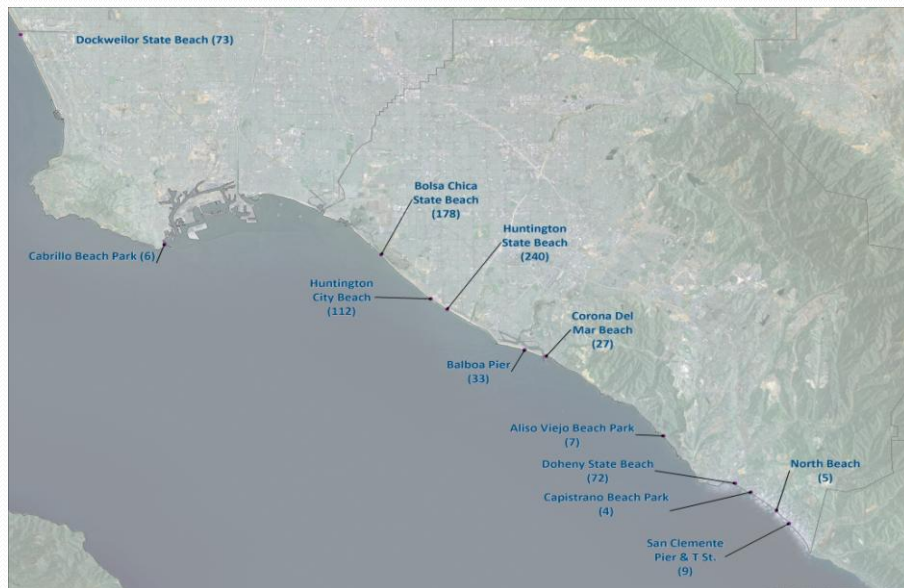 Dockweilor State Beach (73)
Bolsa Chica
State Beach
(178)
Huntington
State Beach
(240)
Cabrillo Beach Park (6)
Huntington
City Beach
(112)
Corona Del
Mar Beach
(27)
Balboa Pier
(33)
Aliso Viejo Beach Park
(7)
Doheny State Beach
(72)
North Beach
(5)
Capistrano Beach Park
(4)
San Clemente
Pier & T St.
(9)